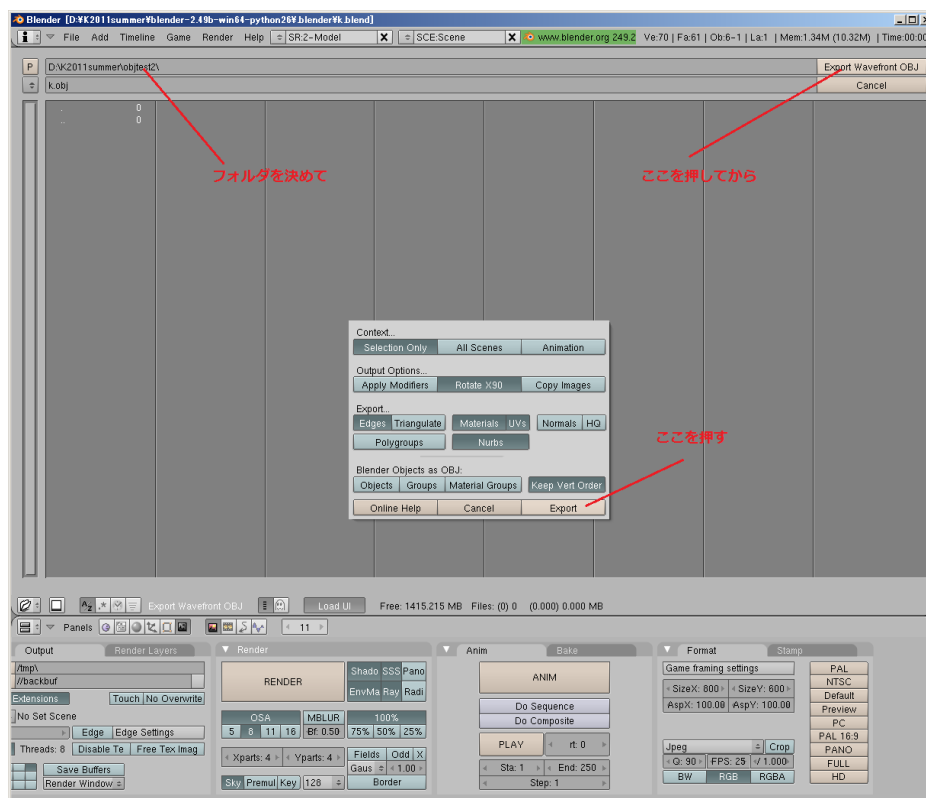 Blender [D:¥K2011summer¥blender-2.49b-win64-python26¥.blender¥k.blend]
File Add Timeline Game Render Help SR:2-Model X SCE:Scene X www.blender.org 249.2 Ve:70 | Fa:61 | Ob:6-1 | La:1 | Mem:1.34M (10.32M) | Time:00:00
P D:\K2011summer\objtest2\ Export Wavefront OBJ
k.obj Cancel
. 0
.. 0
フォルダを決めて ここを押してから
Context...
Selection Only All Scenes Animation
Output Options...
Apply Modifiers Rotate X90 Copy Images
Export...
Edges Triangulate Materials UVs Normals HQ
Polygroups Nurbs
ここを押す
Blender Objects as OBJ:
Objects Groups Material Groups Keep Vert Order
Online Help Cancel Export
Export Wavefront OBJ Load UI Free: 1415.215 MB Files: (0) 0 (0.000) 0.000 MB
Panels 11
Output Render Layers Render Anim Bake Format Stamp
/tmp\ RENDER Shado SSS Pano ANIM Game framing settings PAL
//backbuf EnvMa Ray Radi SizeX: 800 SizeY: 600 NTSC
Extensions Touch No Overwrite Do Sequence AspX: 100.00 AspY: 100.00 Default
No Set Scene OSA MBLUR 100% Do Composite Preview
Edge Edge Settings 5 8 11 16 Bf: 0.50 75% 50% 25% PC
Threads: 8 Disable Te Free Tex Imag Xparts: 4 Yparts: 4 Fields Odd X PLAY rt: 0 Jpeg Crop PAL 16:9
PANO
Save Buffers Gaus 1.00 Sta: 1 End: 250 Q: 90 FPS: 25 1.000 FULL
Render Window Sky Premul Key 128 Border Step: 1 BW RGB RGBA HD